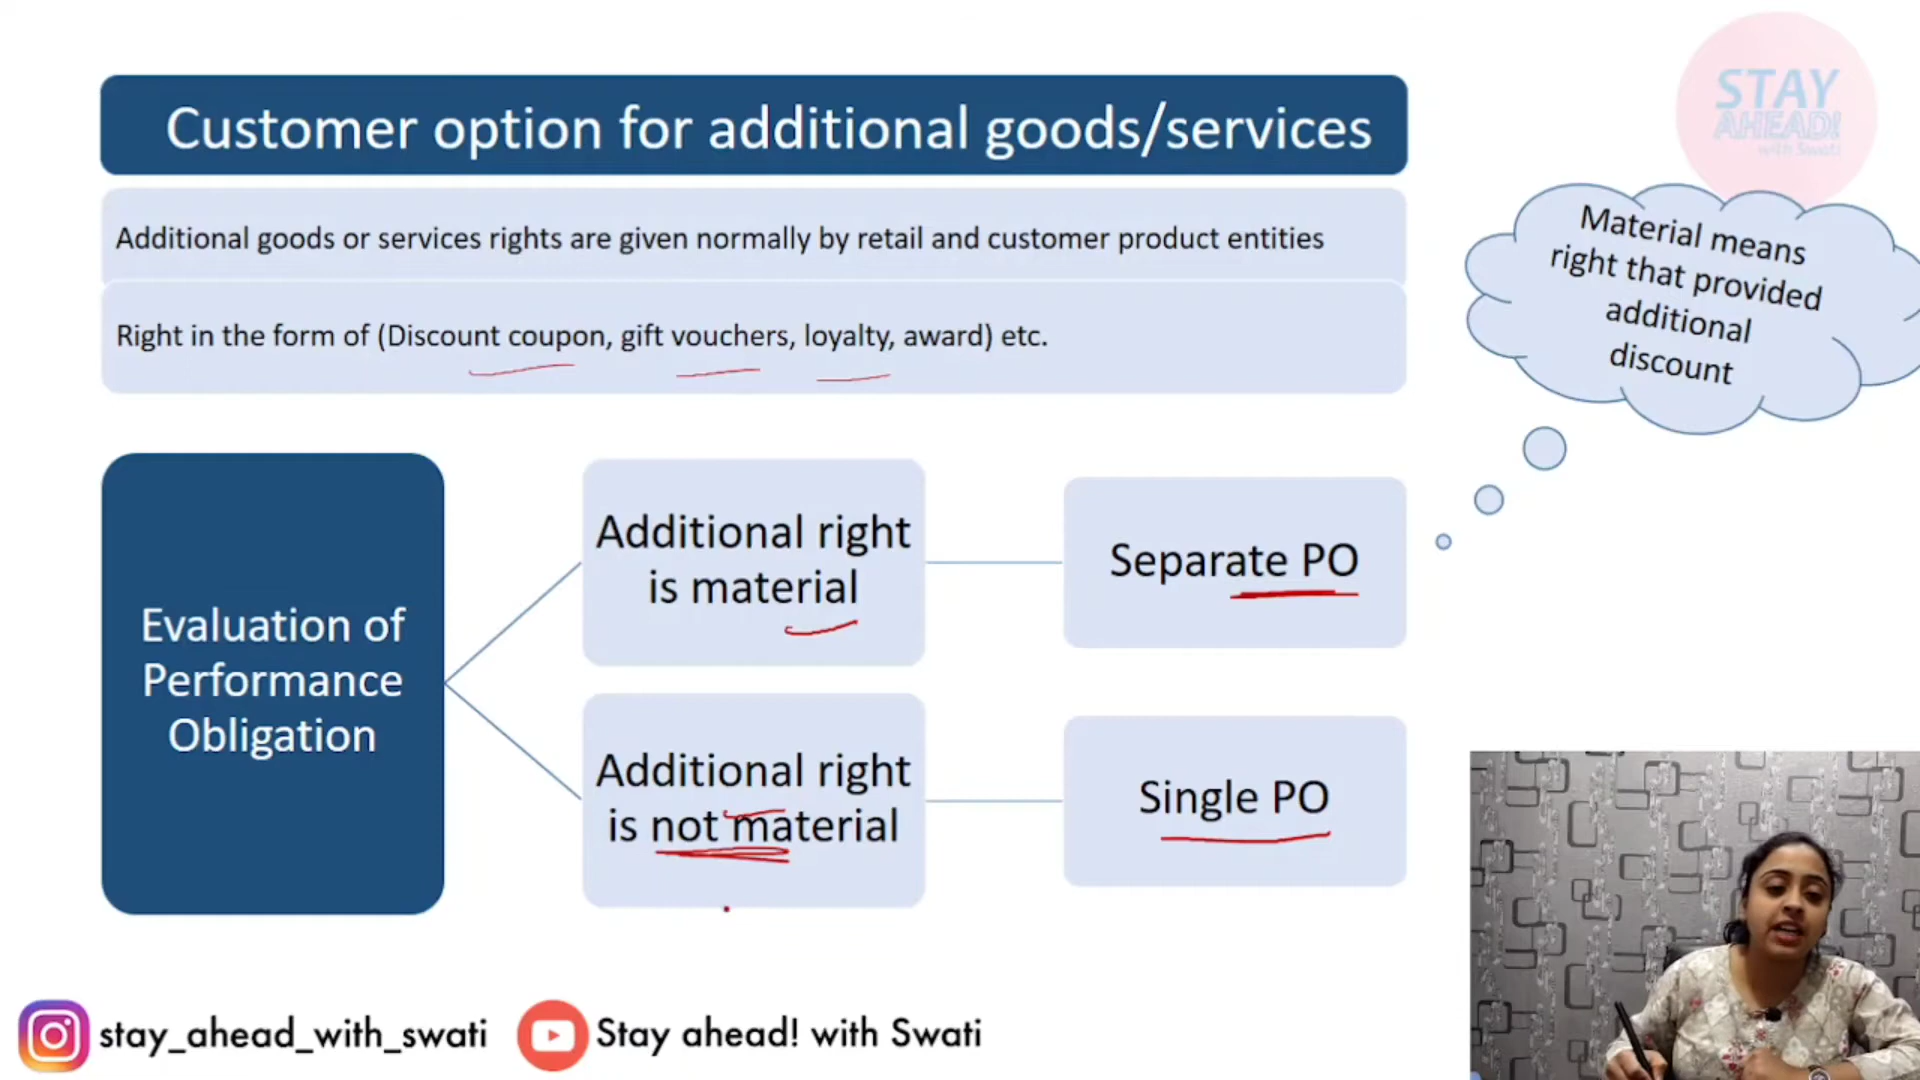 STAY
AHEAD!
with Swati
Customer option for additional goods/services
Additional goods or services rights are given normally by retail and customer product entities
Right in the form of (Discount coupon, gift vouchers, loyalty, award) etc.
Material means
right that provided
additional
discount
Evaluation of
Performance
Obligation
Additional right
is material
Separate PO
Additional right
is not material
Single PO
stay_ahead_with_swati
Stay ahead! with Swati